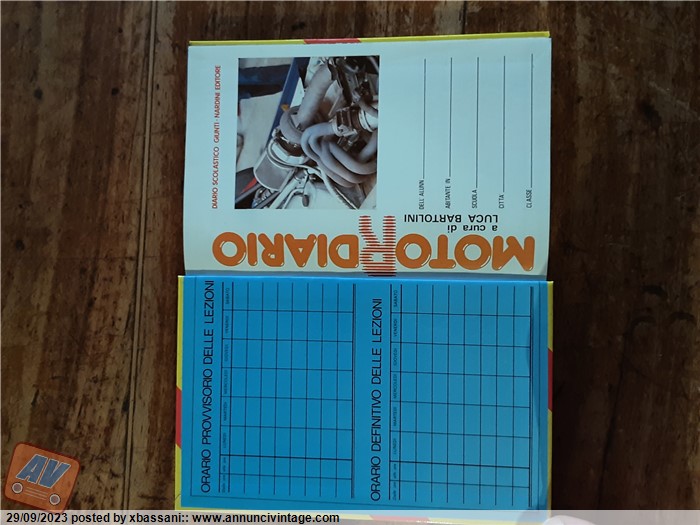 DIARIO SCOLASTICO GIUNTI · NARDINI EDITORE
MOTO DIARIO
a cura di
LUCA BARTOLINI
DELL'ALUNN
ABITANTE IN
SCUOLA
CITTÀ
CLASSE
ORARIO PROVVISORIO DELLE LEZIONI
LUNEDÌ MARTEDÌ MERCOLEDÌ GIOVEDÌ VENERDÌ SABATO
ORARIO DEFINITIVO DELLE LEZIONI
LUNEDÌ MARTEDÌ MERCOLEDÌ GIOVEDÌ VENERDÌ SABATO
AV
29/09/2023 posted by xbassani:: www.annuncivintage.com